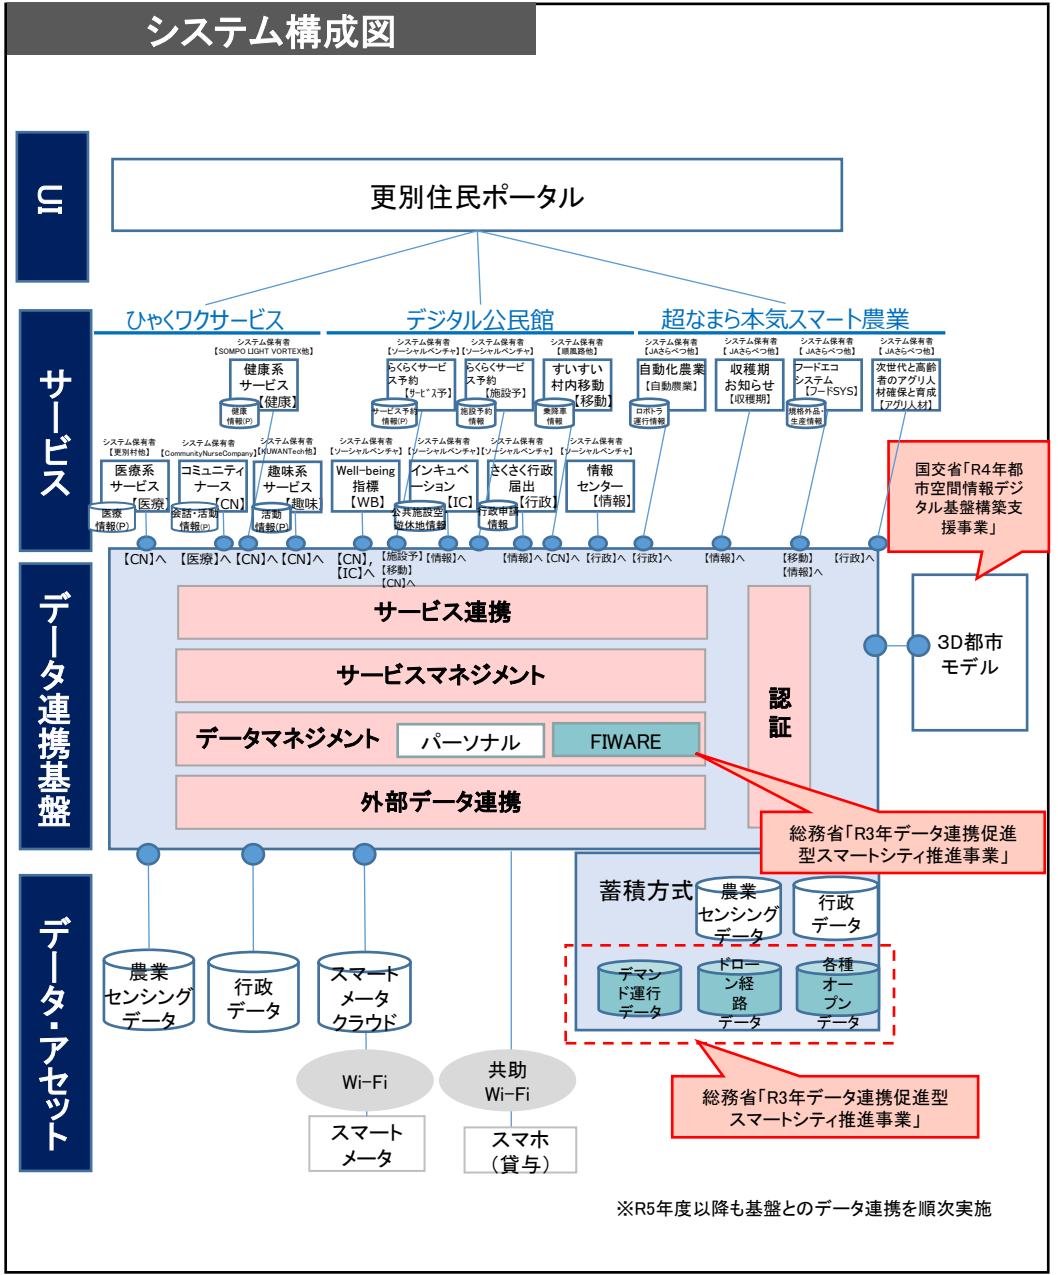 システム構成図
UI
更別住民ポータル
サービス
ひゃくワクサービス
デジタル公民館
超なまら本気スマート農業
システム保有者
【SOMPO LIGHT VORTEX他】
健康系
サービス
【健康】
健康
情報(P)
システム保有者
【ソーシャルベンチャ】
らくらくサービ
ス予約
【ｻｰﾋﾞｽ予】
サービス予約
情報(P)
システム保有者
【ソーシャルベンチャ】
らくらくサービ
ス予約
【施設予】
施設予約
情報
システム保有者
【順風路他】
すいすい
村内移動
【移動】
乗降車
情報
システム保有者
【JAさらべつ他】
自動化農業
【自動農業】
ロボトラ
運行情報
システム保有者
【 JAさらべつ他】
収穫期
お知らせ
【収穫期】
システム保有者
【 JAさらべつ他】
フードエコ
システム
【フードSYS】
規格外品・
生産情報
システム保有者
【 JAさらべつ他】
次世代と高齢
者のアグリ人
材確保と育成
【アグリ人材】
システム保有者
【更別村他】
医療系
サービス
【医療】
医療
情報(P)
システム保有者
【CommunityNurseCompany】
コミュニティ
ナース
【CN】
会話・活動
情報(P)
システム保有者
【KUWANTech他】
趣味系
サービス
【趣味】
活動
情報(P)
システム保有者
【ソーシャルベンチャ】
Well-being
指標
【WB】
システム保有者
【ソーシャルベンチャ】
インキュベ
ーション
【IC】
公共施設空
遊休地情報
システム保有者
【ソーシャルベンチャ】
さくさく行政
届出
【行政】
行政申請
情報
システム保有者
【ソーシャルベンチャ】
情報
センター
【情報】
国交省「R4年都
市空間情報デジ
タル基盤構築支
援事業」
データ連携基盤
【CN】へ
【医療】へ
【CN】へ
【CN】へ
【CN】,
【IC】へ
【施設予】
【移動】
【CN】へ
【情報】へ
【情報】へ
【CN】へ
【行政】へ
【行政】へ
【情報】へ
【移動】
【情報】へ
【行政】へ
サービス連携
サービスマネジメント
データマネジメント
パーソナル
FIWARE
外部データ連携
認証
3D都市
モデル
総務省「R3年データ連携促進
型スマートシティ推進事業」
データ・アセット
農業
センシング
データ
行政
データ
スマート
メータ
クラウド
蓄積方式
農業
センシング
データ
行政
データ
デマン
ド運行
データ
ドローン
経路
データ
各種
オー
プン
データ
Wi-Fi
共助
Wi-Fi
スマート
メータ
スマホ
（貸与）
総務省「R3年データ連携促進型
スマートシティ推進事業」
※R5年度以降も基盤とのデータ連携を順次実施